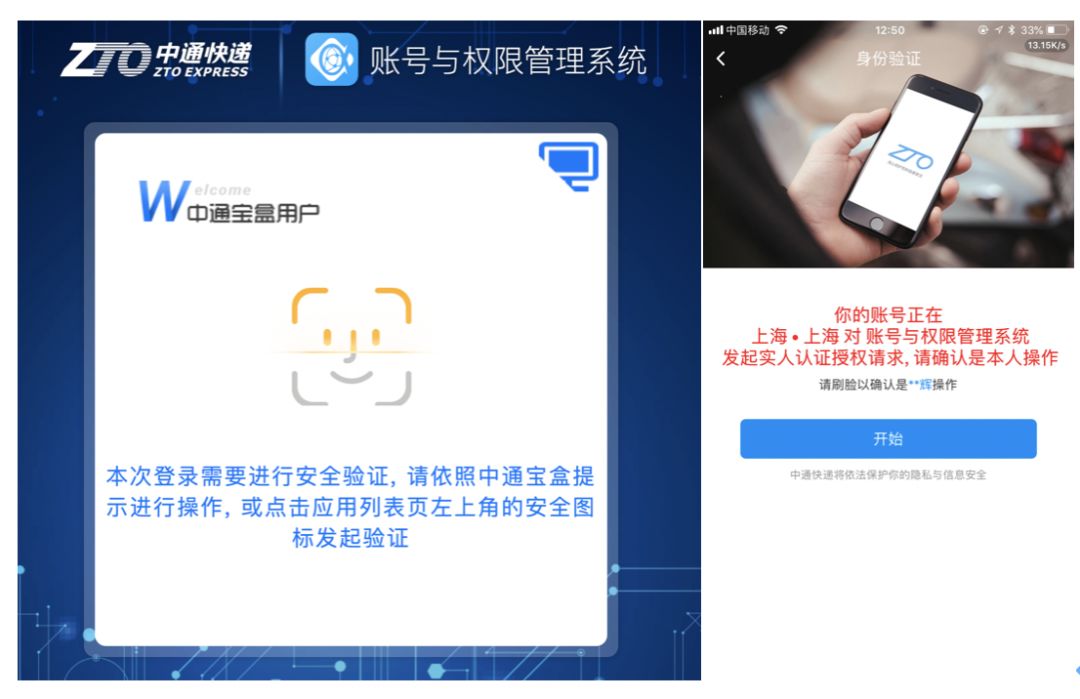 ZTO 中通快递
ZTO EXPRESS
账号与权限管理系统
Welcome
中通宝盒用户
本次登录需要进行安全验证, 请依照中通宝盒提
示进行操作, 或点击应用列表页左上角的安全图
标发起验证
中国移动
12:50
33%
13.15K/s
身份验证
ZTO
你的账号正在
上海•上海 对 账号与权限管理系统
发起实人认证授权请求, 请确认是本人操作
请刷脸以确认是**辉操作
开始
中通快递将依法保护你的隐私与信息安全